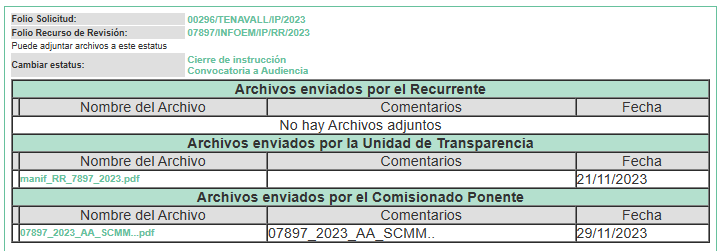 Folio Solicitud: 00296/TENAVALL/IP/2023
Folio Recurso de Revisión: 07897/INFOEM/IP/RR/2023
Puede adjuntar archivos a este estatus
Cambiar estatus: Cierre de instrucción
Convocatoria a Audiencia
Archivos enviados por el Recurrente
Nombre del Archivo Comentarios Fecha
No hay Archivos adjuntos
Archivos enviados por la Unidad de Transparencia
Nombre del Archivo Comentarios Fecha
manif_RR_7897_2023.pdf 21/11/2023
Archivos enviados por el Comisionado Ponente
Nombre del Archivo Comentarios Fecha
07897_2023_AA_SCMM...pdf 07897_2023_AA_SCMM.. 29/11/2023